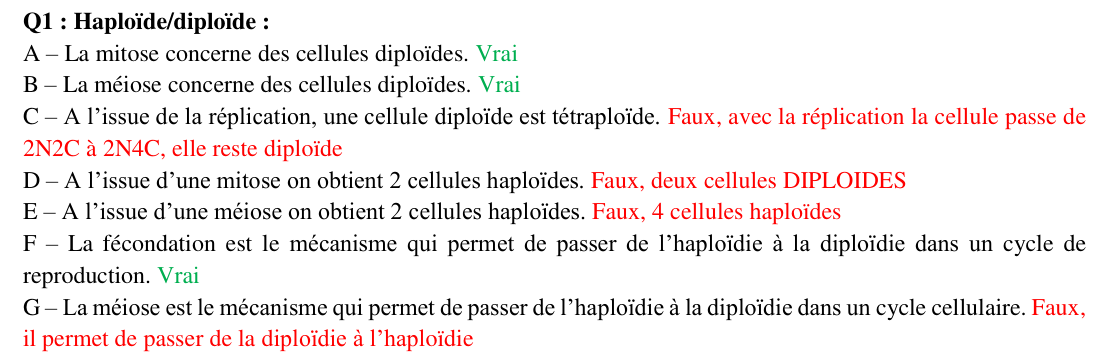 Q1 : Haploïde/diploïde :
A – La mitose concerne des cellules diploïdes. Vrai
B – La méiose concerne des cellules diploïdes. Vrai
C – A l’issue de la réplication, une cellule diploïde est tétraploïde. Faux, avec la réplication la cellule passe de
2N2C à 2N4C, elle reste diploïde
D – A l’issue d’une mitose on obtient 2 cellules haploïdes. Faux, deux cellules DIPLOIDES
E – A l’issue d’une méiose on obtient 2 cellules haploïdes. Faux, 4 cellules haploïdes
F – La fécondation est le mécanisme qui permet de passer de l’haploïdie à la diploïdie dans un cycle de
reproduction. Vrai
G – La méiose est le mécanisme qui permet de passer de l’haploïdie à la diploïdie dans un cycle cellulaire. Faux,
il permet de passer de la diploïdie à l’haploïdie